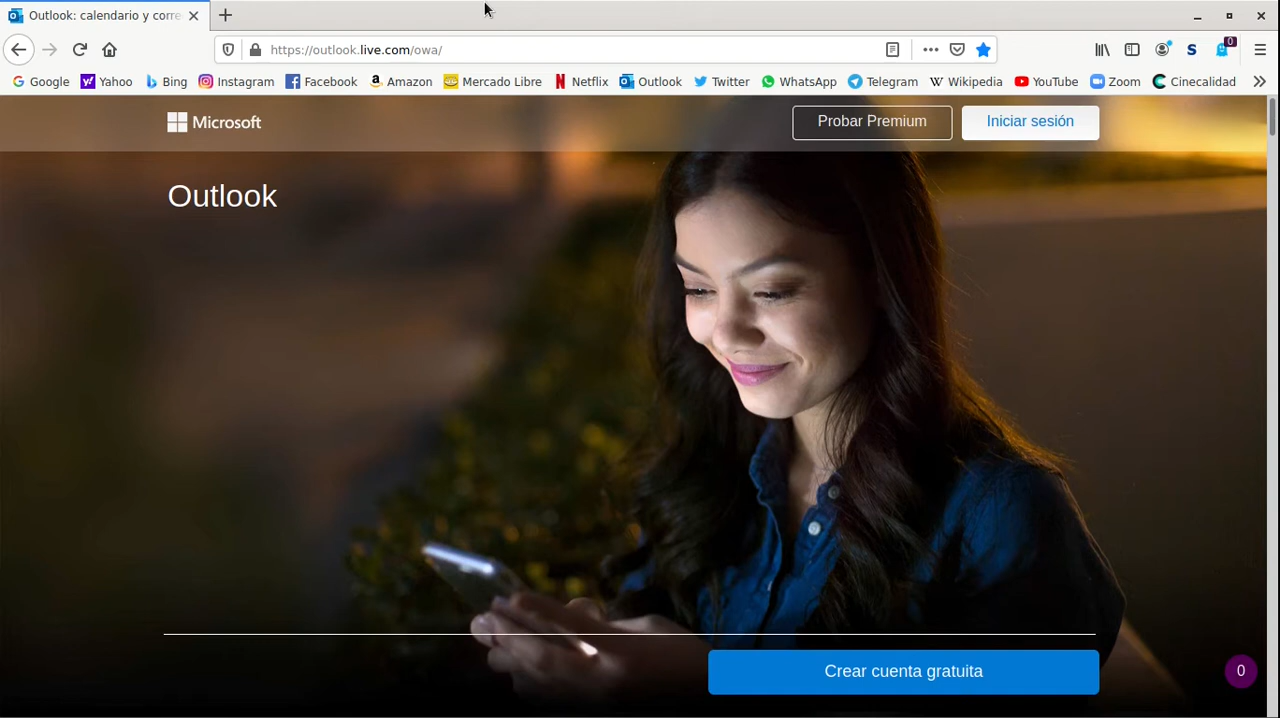 Outlook: calendario y corre
https://outlook.live.com/owa/
S
0
Google Yahoo Bing Instagram Facebook Amazon Mercado Libre Netflix Outlook Twitter WhatsApp Telegram Wikipedia YouTube Zoom Cinecalidad
Microsoft
Probar Premium
Iniciar sesión
Outlook
Crear cuenta gratuita
0